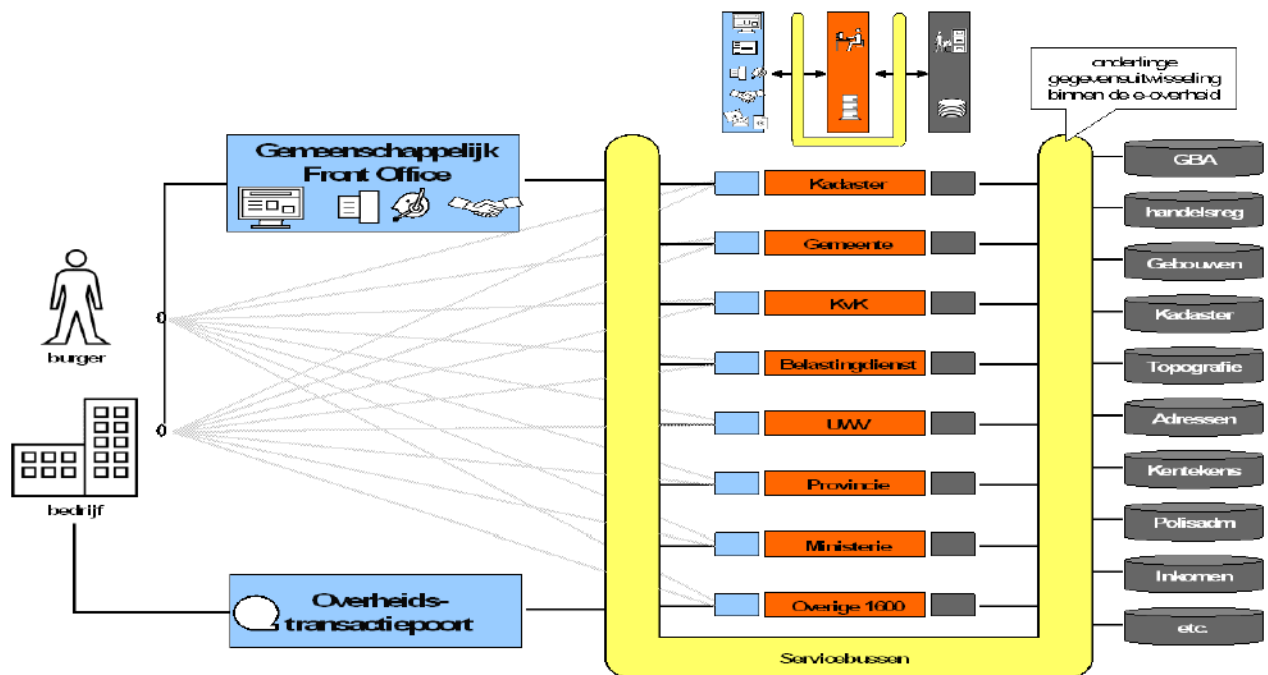 onderlinge
gegevensuitwisseling
binnen de e-overheid
Gemeenschappelijk
Front Office
burger
bedrijf
Overheids-
transactiepoort
Kadaster
Gemeente
KvK
Belastingdienst
UWV
Provincie
Ministerie
Overige 1600
Servicebussen
GBA
handelsreg
Gebouwen
Kadaster
Topografie
Adressen
Kentekens
Polisadm
Inkomen
etc.